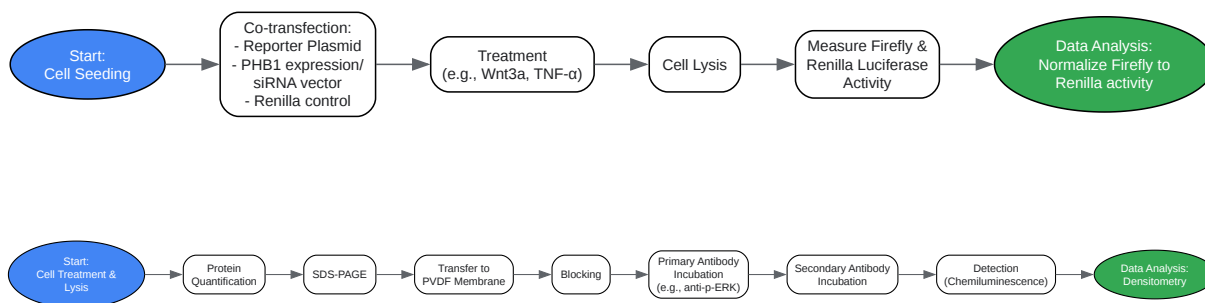 Start:
Cell Seeding
Co-transfection:
- Reporter Plasmid
- PHB1 expression/
siRNA vector
- Renilla control
Treatment
(e.g., Wnt3a, TNF-α)
Cell Lysis
Measure Firefly &
Renilla Luciferase
Activity
Data Analysis:
Normalize Firefly to
Renilla activity
Start:
Cell Treatment &
Lysis
Protein
Quantification
SDS-PAGE
Transfer to
PVDF Membrane
Blocking
Primary Antibody
Incubation
(e.g., anti-p-ERK)
Secondary Antibody
Incubation
Detection
(Chemiluminescence)
Data Analysis:
Densitometry